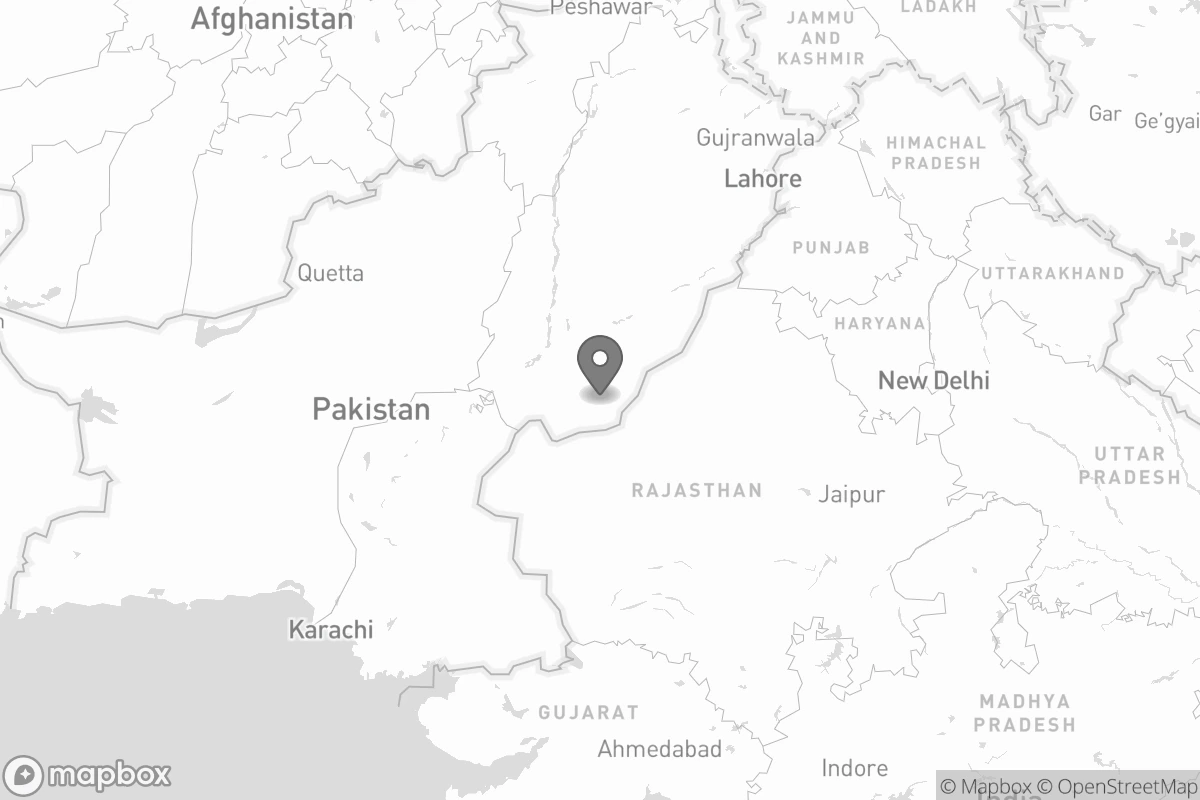 Afghanistan
Peshawar
LADAKH
JAMMU
AND
KASHMIR
Gar
Ge'gyai
Gujranwala
HIMACHAL
PRADESH
Lahore
PUNJAB
Quetta
UTTARAKHAND
HARYANA
New Delhi
Pakistan
UTTAR
PRADESH
RAJASTHAN
Jaipur
Karachi
MADHYA
PRADESH
GUJARAT
Ahmedabad
Indore
mapbox
© Mapbox © OpenStreetMap
India